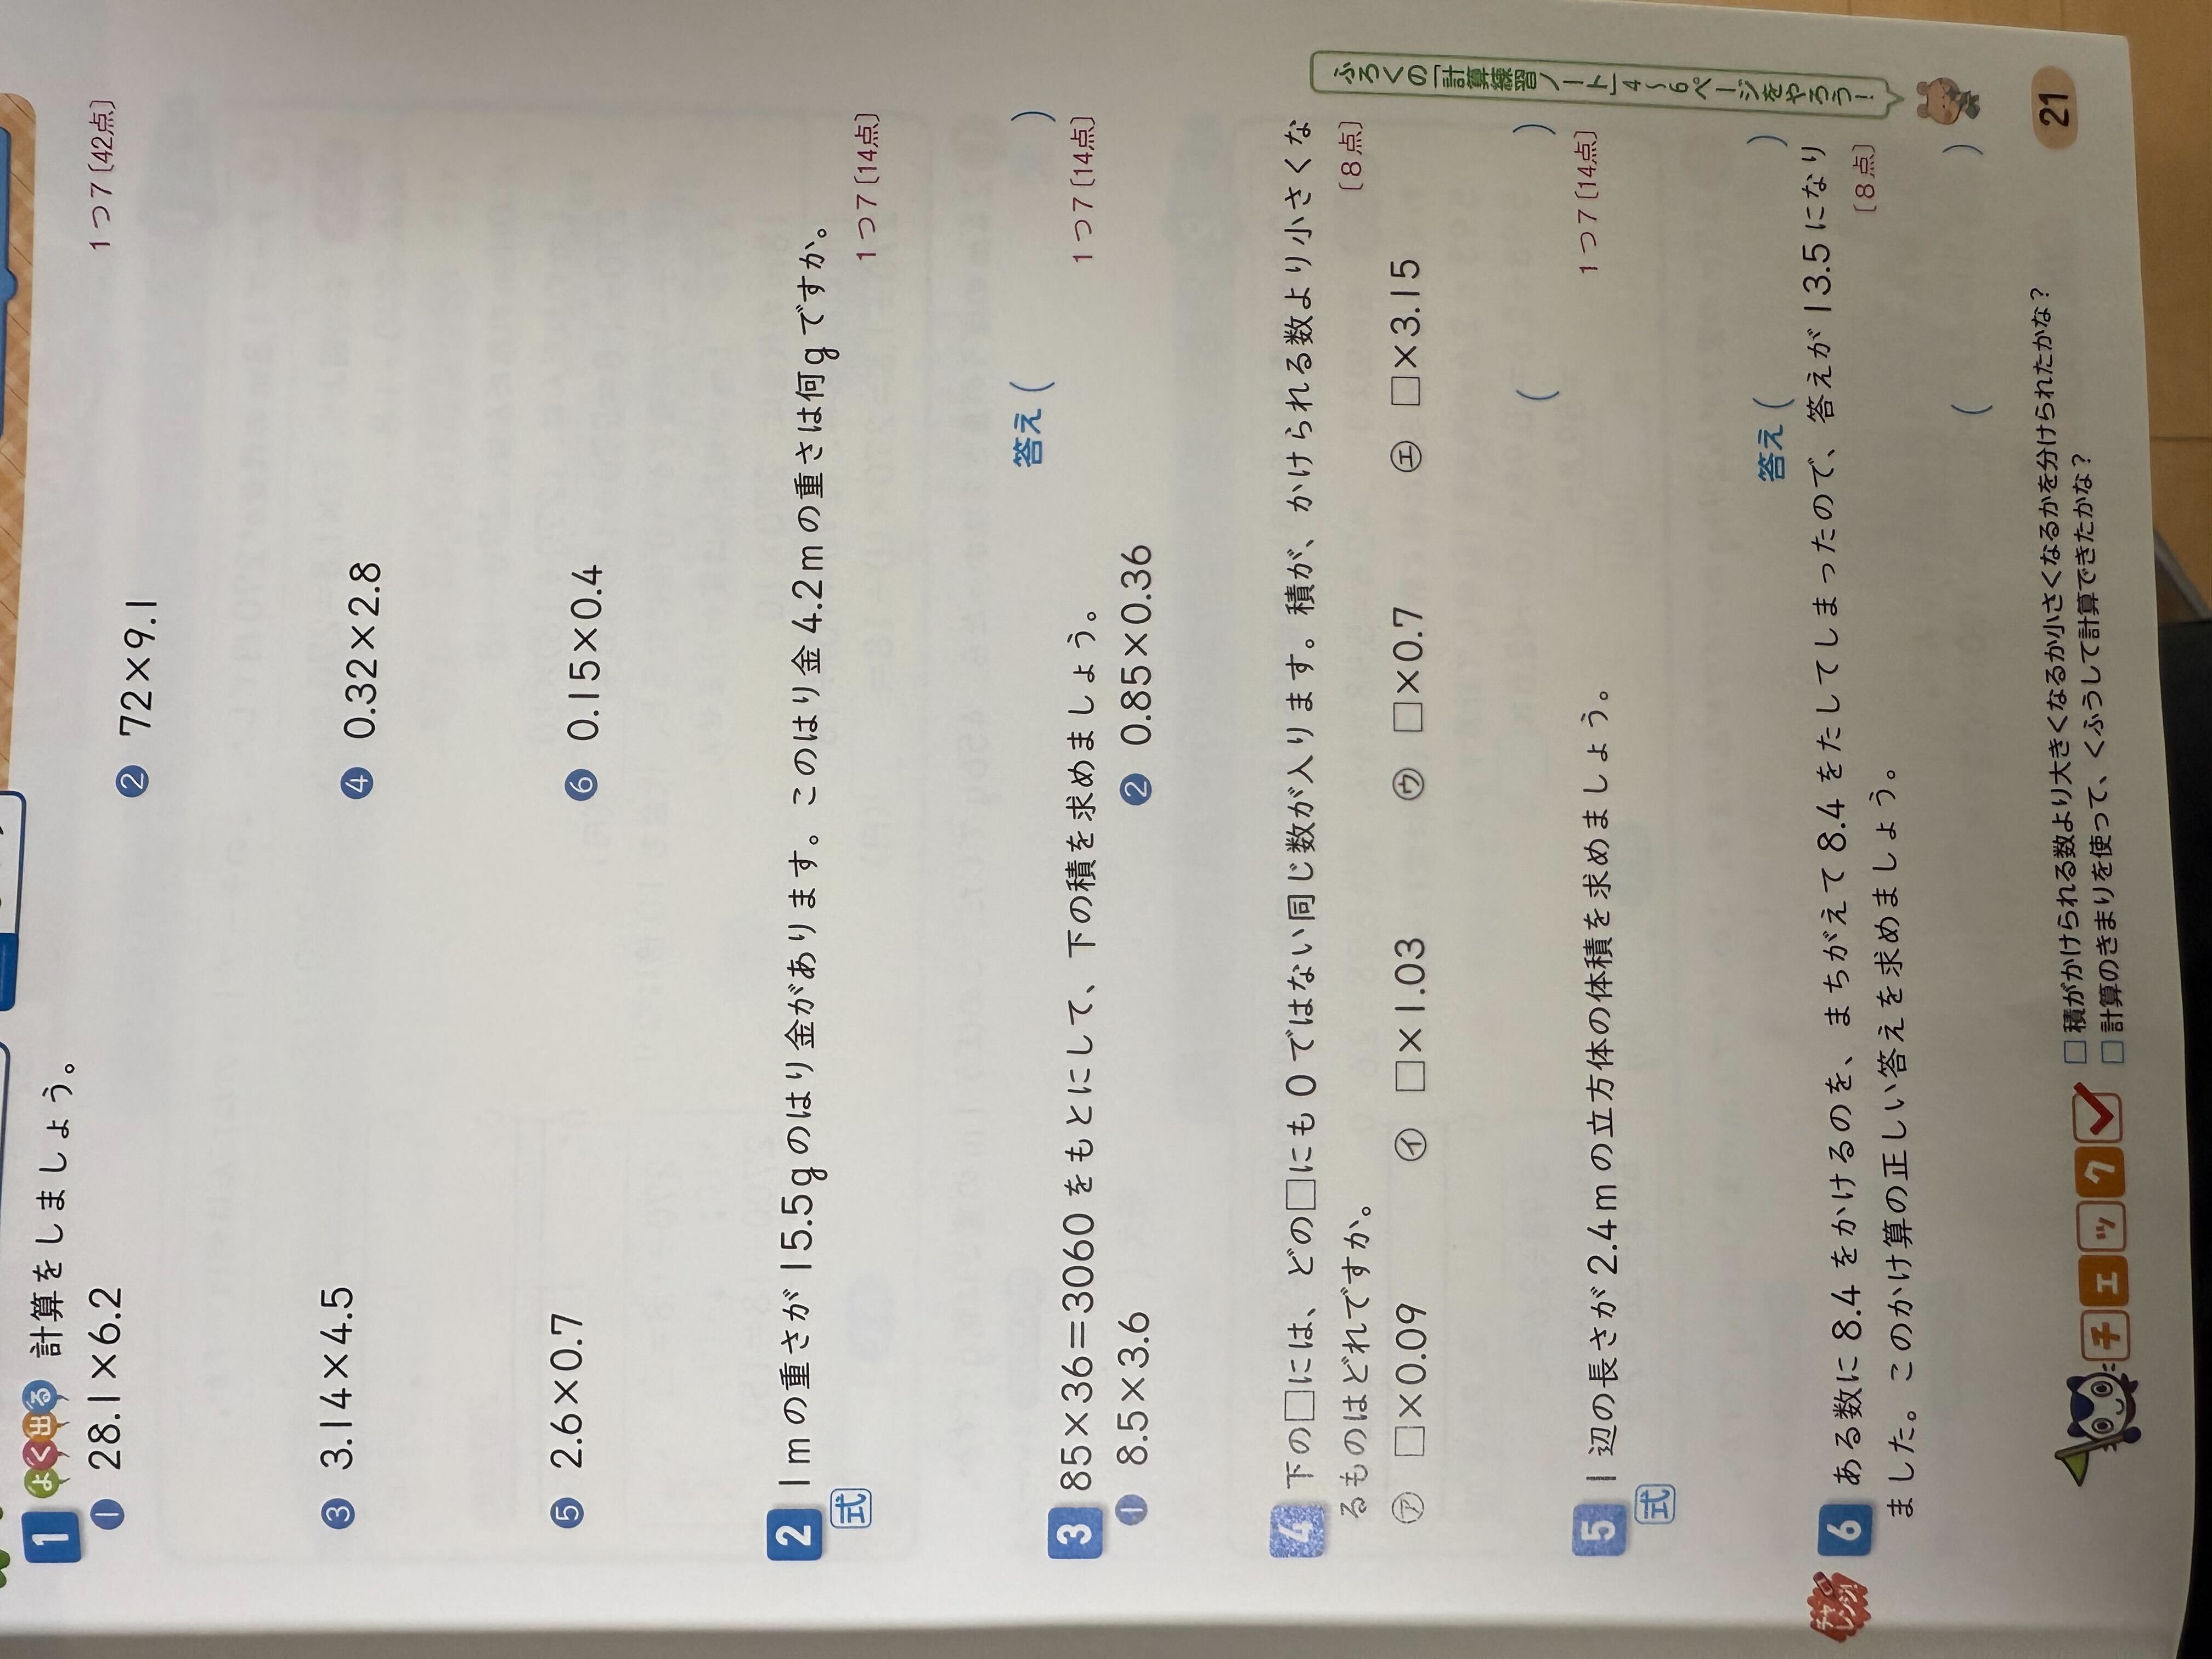 1 よく出る 計算をしましょう。
1つ7〔42点〕
❶ 28.1×6.2
❷ 72×9.1
❸ 3.14×4.5
❹ 0.32×2.8
❺ 2.6×0.7
❻ 0.15×0.4
2 1mの重さが15.5gのはり金があります。このはり金4.2mの重さは何gですか。
式
1つ7〔14点〕
答え( )
3 85×36=3060をもとにして、下の積を求めましょう。
1つ7〔14点〕
❶ 8.5×3.6
❷ 0.85×0.36
4 下の□には、どの□にも0ではない同じ数が入ります。積が、かけられる数より小さくな
るものはどれですか。
〔8点〕
㋐ □×0.09 ㋑ □×1.03 ㋒ □×0.7 ㋓ □×3.15
( )
5 1辺の長さが2.4mの立方体の体積を求めましょう。
1つ7〔14点〕
式
答え( )
チャレンジ! 6 ある数に8.4をかけるのを、まちがえて8.4をたしてしまったので、答えが13.5になり
ました。このかけ算の正しい答えを求めましょう。
〔8点〕
( )
ふろくの「計算練習ノート」4〜6ページをやろう!
チェック✓
□積がかけられる数より大きくなるか小さくなるかを分けられたかな?
□計算のきまりを使って、くふうして計算できたかな?
21